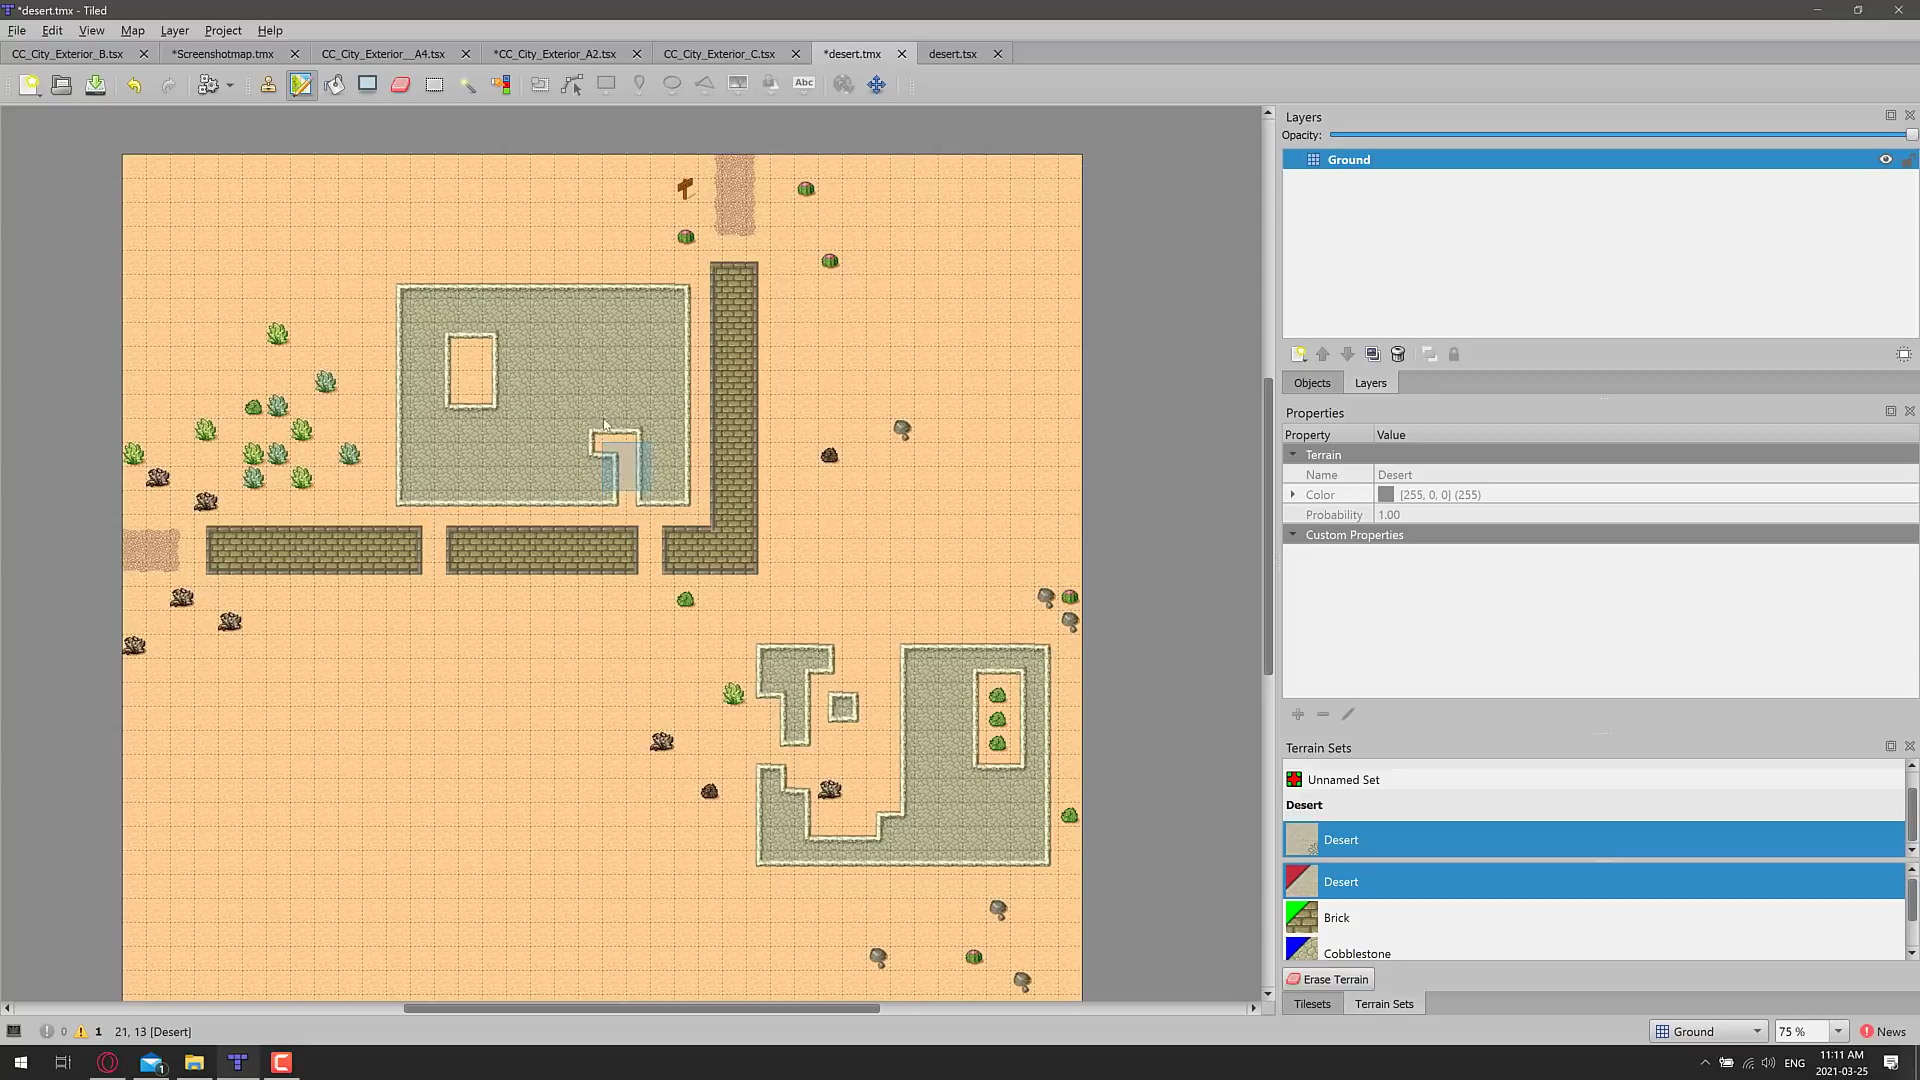 *desert.tmx - Tiled
File Edit View Map Layer Project Help
CC_City_Exterior_B.tsx *Screenshotmap.tmx CC_City_Exterior__A4.tsx *CC_City_Exterior_A2.tsx CC_City_Exterior_C.tsx *desert.tmx desert.tsx
Abc
Layers
Opacity:
Ground
Objects Layers
Properties
Property Value
Terrain
Name Desert
Color [255, 0, 0] (255)
Probability 1.00
Custom Properties
Terrain Sets
Unnamed Set
Desert
Desert
Desert
Brick
Cobblestone
Erase Terrain
Tilesets Terrain Sets
0 1 21, 13 [Desert] Ground 75 % News
1 ENG 11:11 AM
2021-03-25